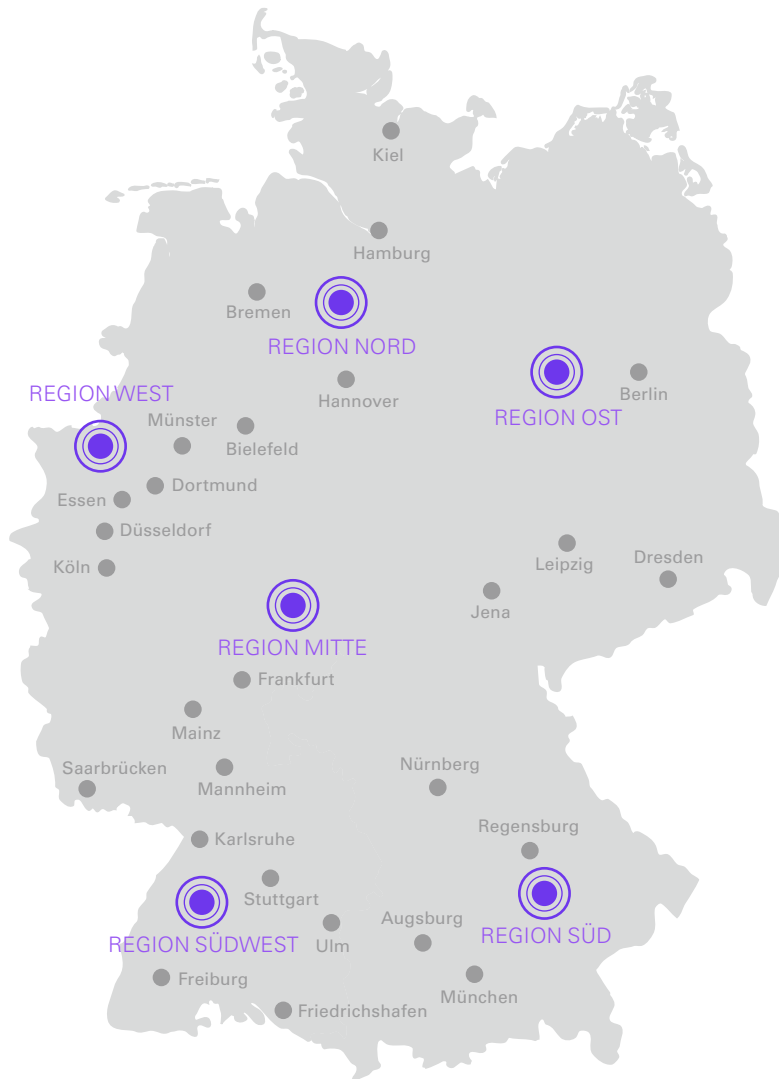 Kiel
Hamburg
Bremen
REGION NORD
Hannover
Berlin
REGION WEST
REGION OST
Münster
Bielefeld
Dortmund
Essen
Düsseldorf
Köln
Leipzig
Dresden
Jena
REGION MITTE
Frankfurt
Mainz
Saarbrücken
Mannheim
Nürnberg
Regensburg
Karlsruhe
Stuttgart
Augsburg
REGION SÜD
REGION SÜDWEST
Ulm
Freiburg
München
Friedrichshafen